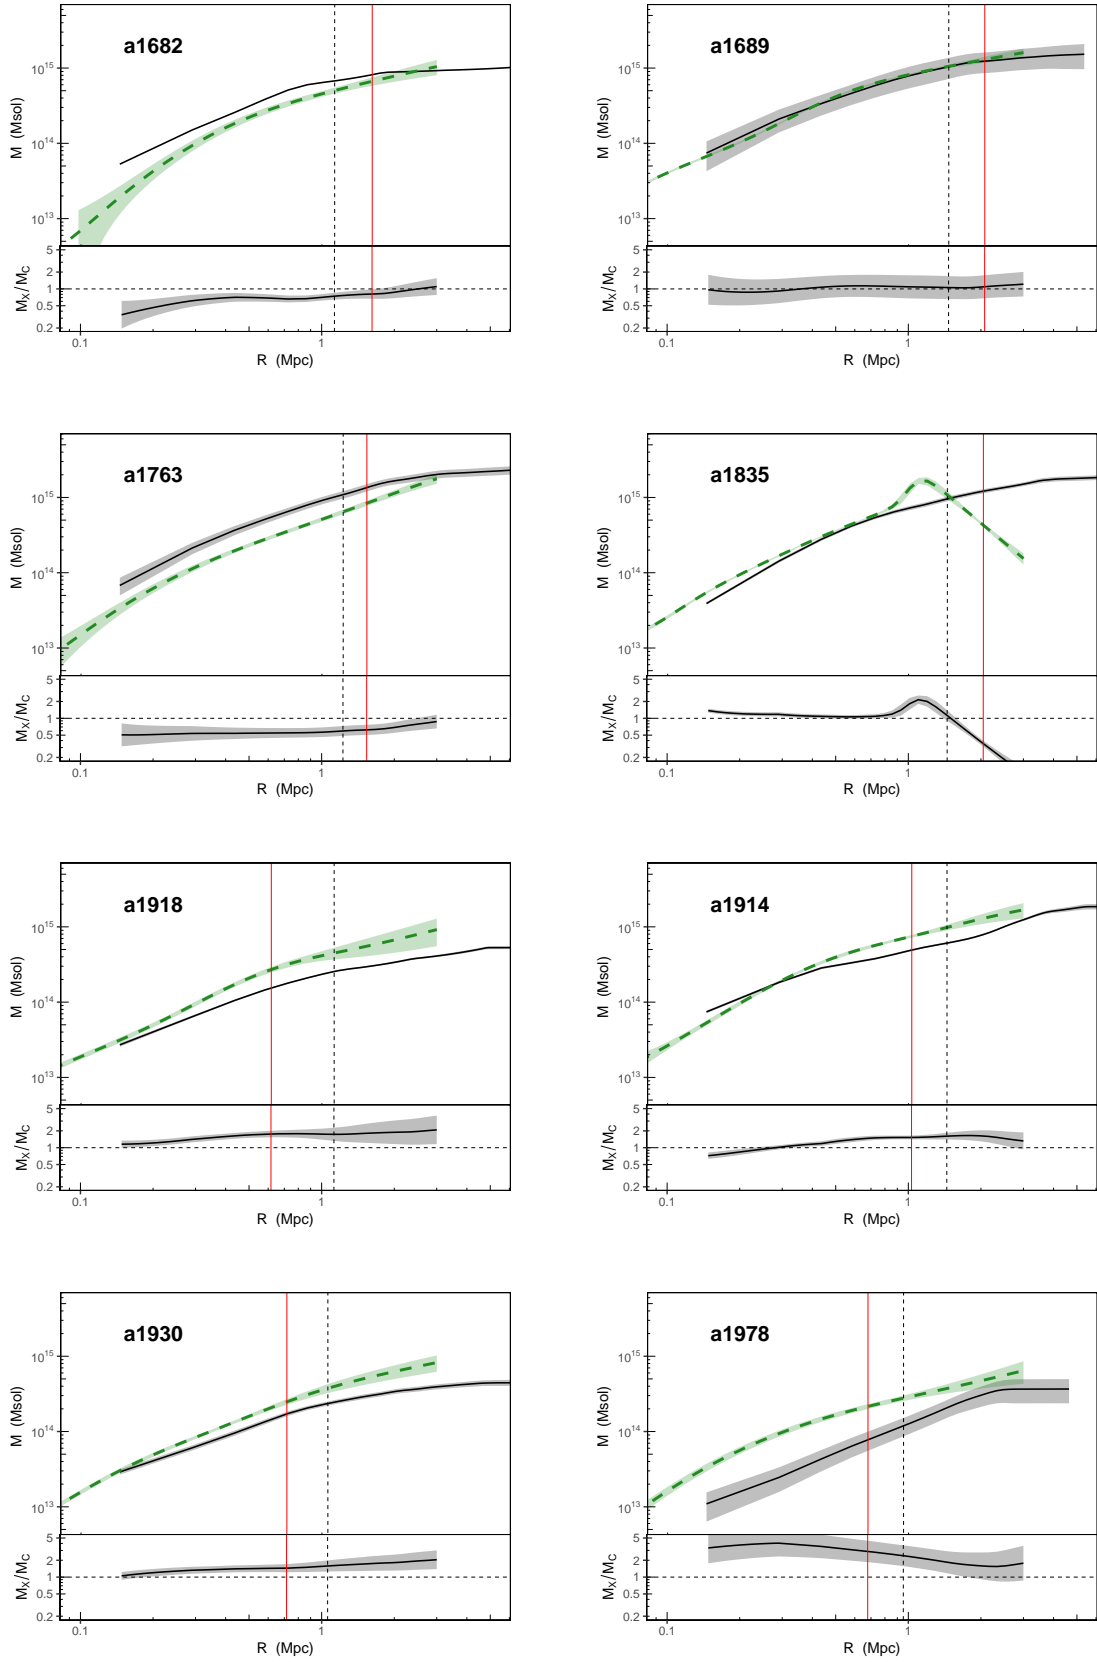 a1682
M (Msol)
10^15
10^14
10^13
M_X/M_C
5
2
1
0.5
0.2
0.1
1
R (Mpc)
a1689
M (Msol)
10^15
10^14
10^13
M_X/M_C
5
2
1
0.5
0.2
0.1
1
R (Mpc)
a1763
M (Msol)
10^15
10^14
10^13
M_X/M_C
5
2
1
0.5
0.2
0.1
1
R (Mpc)
a1835
M (Msol)
10^15
10^14
10^13
M_X/M_C
5
2
1
0.5
0.2
0.1
1
R (Mpc)
a1918
M (Msol)
10^15
10^14
10^13
M_X/M_C
5
2
1
0.5
0.2
0.1
1
R (Mpc)
a1914
M (Msol)
10^15
10^14
10^13
M_X/M_C
5
2
1
0.5
0.2
0.1
1
R (Mpc)
a1930
M (Msol)
10^15
10^14
10^13
M_X/M_C
5
2
1
0.5
0.2
0.1
1
R (Mpc)
a1978
M (Msol)
10^15
10^14
10^13
M_X/M_C
5
2
1
0.5
0.2
0.1
1
R (Mpc)